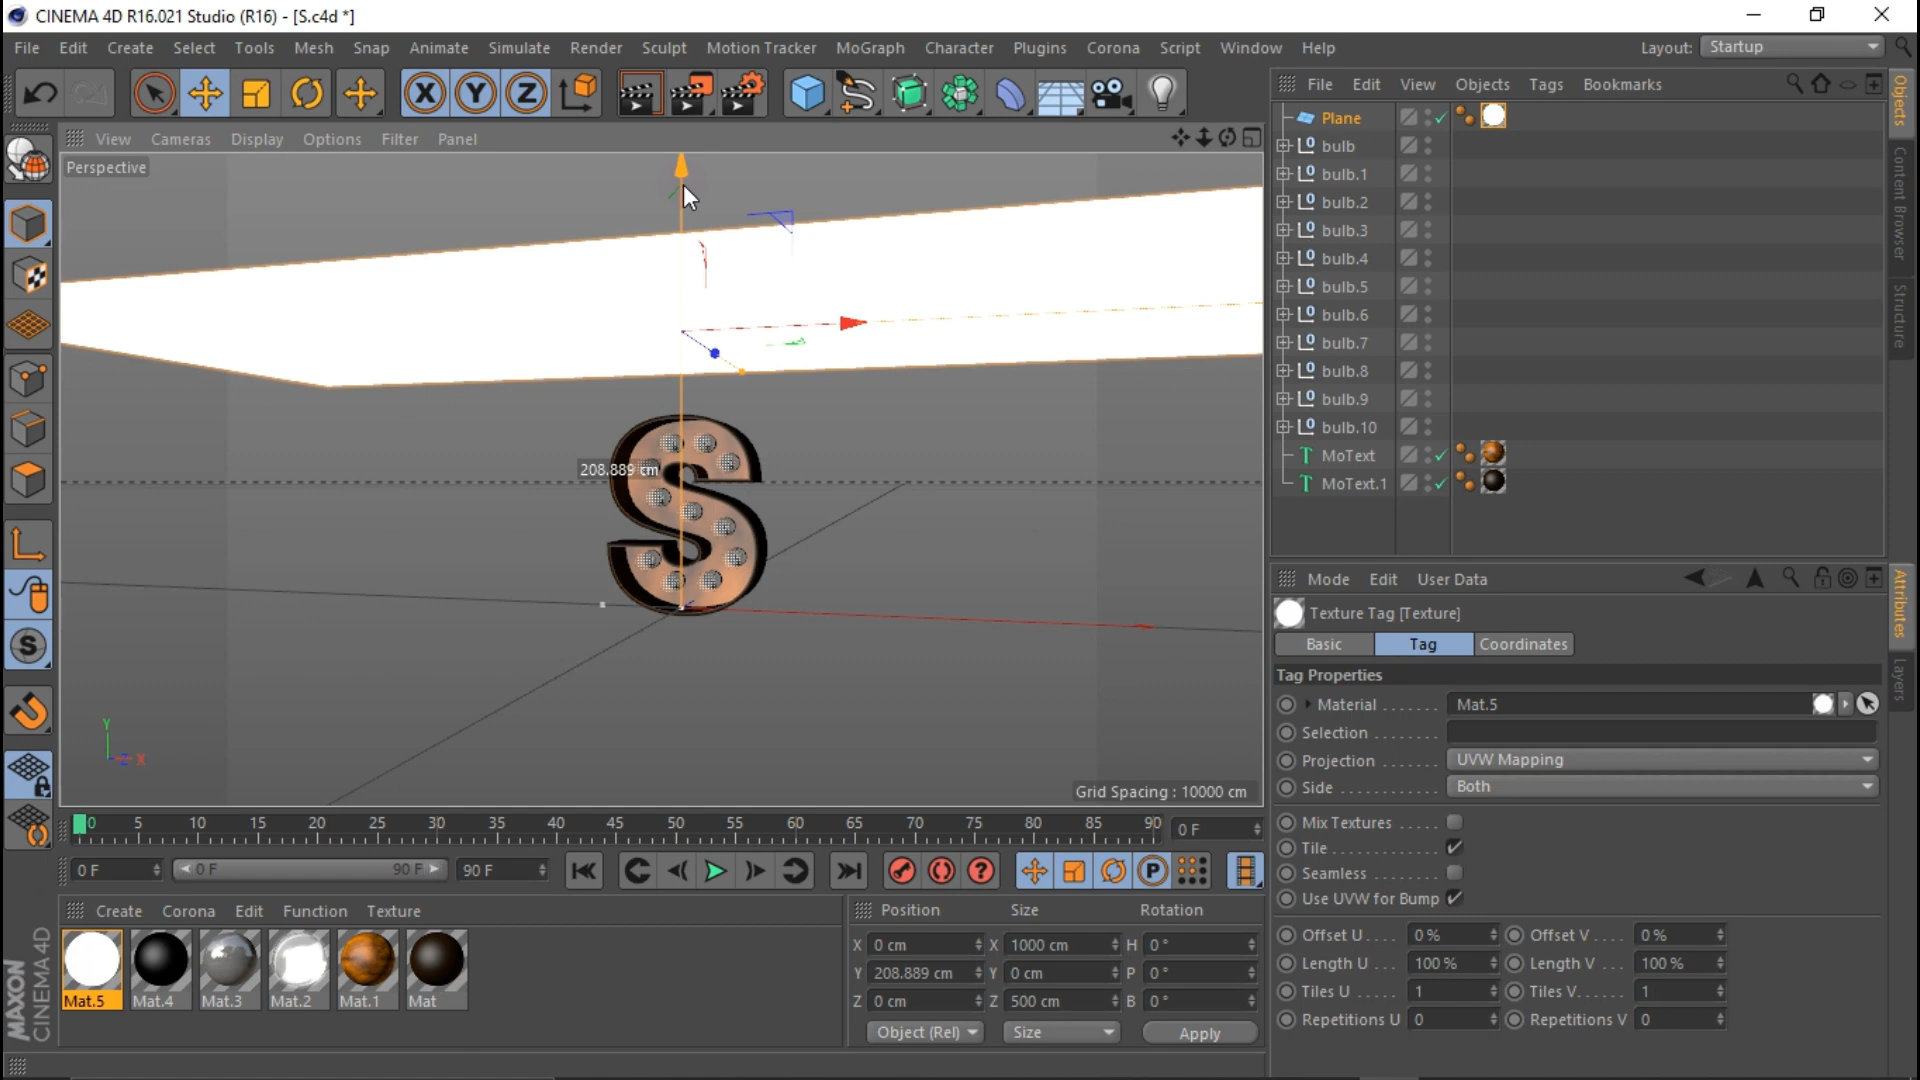 CINEMA 4D R16.021 Studio (R16) - [S.c4d *]
File Edit Create Select Tools Mesh Snap Animate Simulate Render Sculpt Motion Tracker MoGraph Character Plugins Corona Script Window Help
Layout: Startup
X Y Z
File Edit View Objects Tags Bookmarks
View Cameras Display Options Filter Panel
Perspective
208.889 cm
Y
Z X
Grid Spacing : 10000 cm
Plane
bulb
bulb.1
bulb.2
bulb.3
bulb.4
bulb.5
bulb.6
bulb.7
bulb.8
bulb.9
bulb.10
MoText
MoText.1
Objects
Content Browser
Structure
Mode Edit User Data
Texture Tag [Texture]
Basic Tag Coordinates
Tag Properties
Material Mat.5
Selection
Projection UVW Mapping
Side Both
Mix Textures
Tile
Seamless
Use UVW for Bump
Offset U 0 % Offset V 0 %
Length U 100 % Length V 100 %
Tiles U 1 Tiles V 1
Repetitions U 0 Repetitions V 0
Attributes
Layers
0 5 10 15 20 25 30 35 40 45 50 55 60 65 70 75 80 85 90 0 F
0 F 0 F 90 F 90 F
Create Corona Edit Function Texture
Mat.5 Mat.4 Mat.3 Mat.2 Mat.1 Mat
Position Size Rotation
X 0 cm X 1000 cm H 0 °
Y 208.889 cm Y 0 cm P 0 °
Z 0 cm Z 500 cm B 0 °
Object (Rel) Size Apply
MAXON
CINEMA 4D